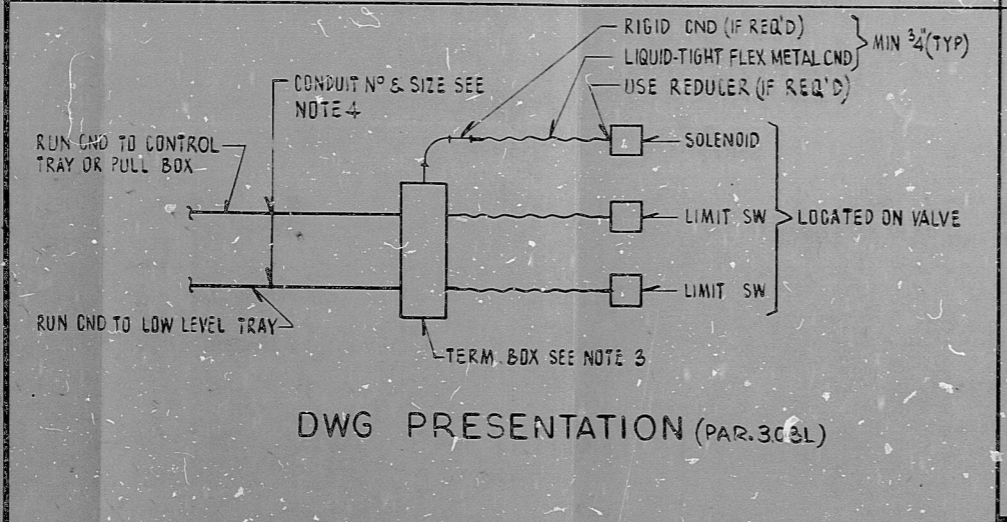 RIGID CND (IF REQ'D)
LIQUID-TIGHT FLEX METAL CND
MIN 3/4" (TYP)
USE REDUCER (IF REQ'D)
CONDUIT Nº & SIZE SEE
NOTE 4
RUN CND TO CONTROL
TRAY OR PULL BOX
SOLENOID
LIMIT SW
LOCATED ON VALVE
LIMIT SW
RUN CND TO LOW LEVEL TRAY
TERM. BOX SEE NOTE 3
DWG PRESENTATION (PAR. 3.03L)